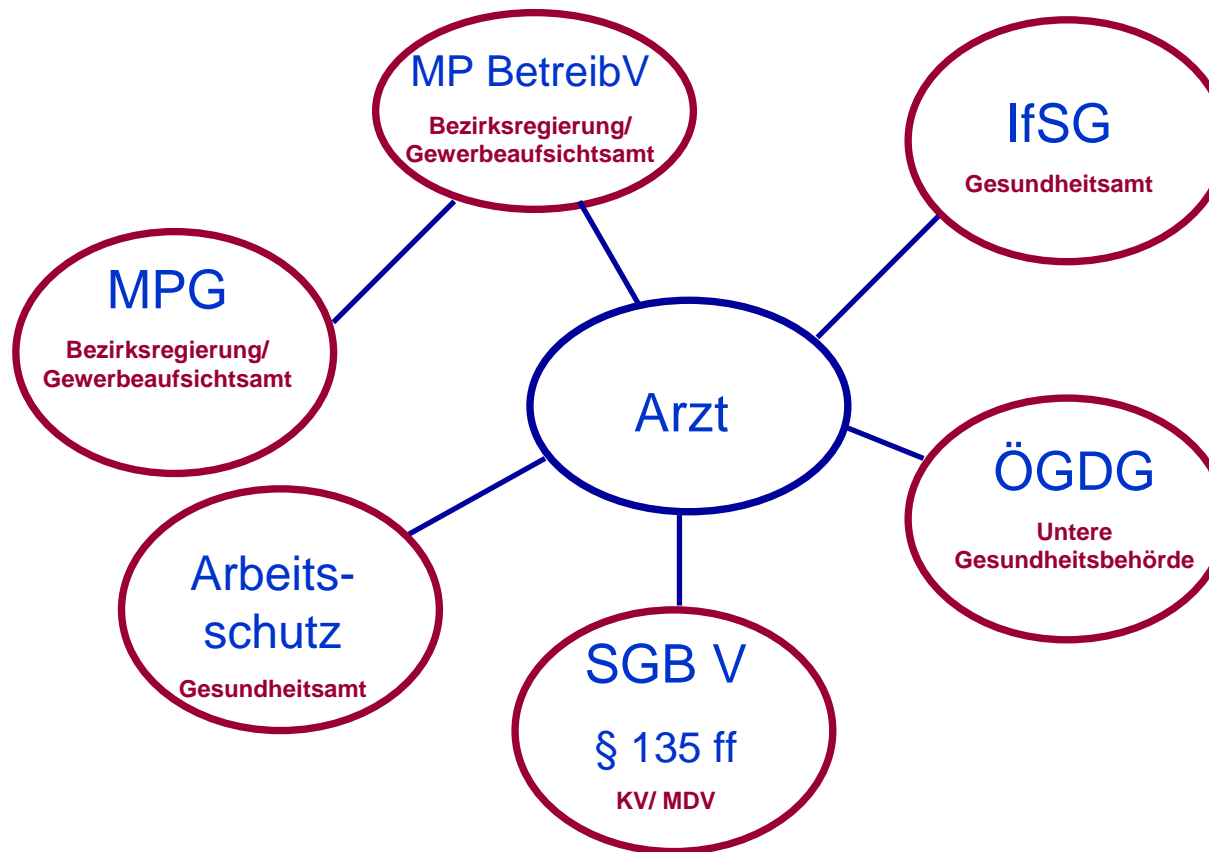 MP BetreibV
Bezirksregierung/
Gewerbeaufsichtsamt
IfSG
Gesundheitsamt
MPG
Bezirksregierung/
Gewerbeaufsichtsamt
Arzt
ÖGDG
Untere
Gesundheitsbehörde
Arbeits-
schutz
Gesundheitsamt
SGB V
§ 135 ff
KV/ MDV